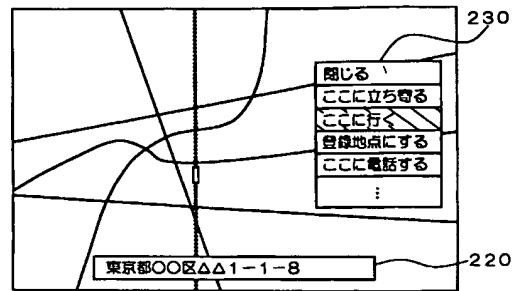 230
閉じる
ここに立ち寄る
ここに行く
登録地点にする
ここに電話する
⋮
東京都○○区△△1-1-8
220